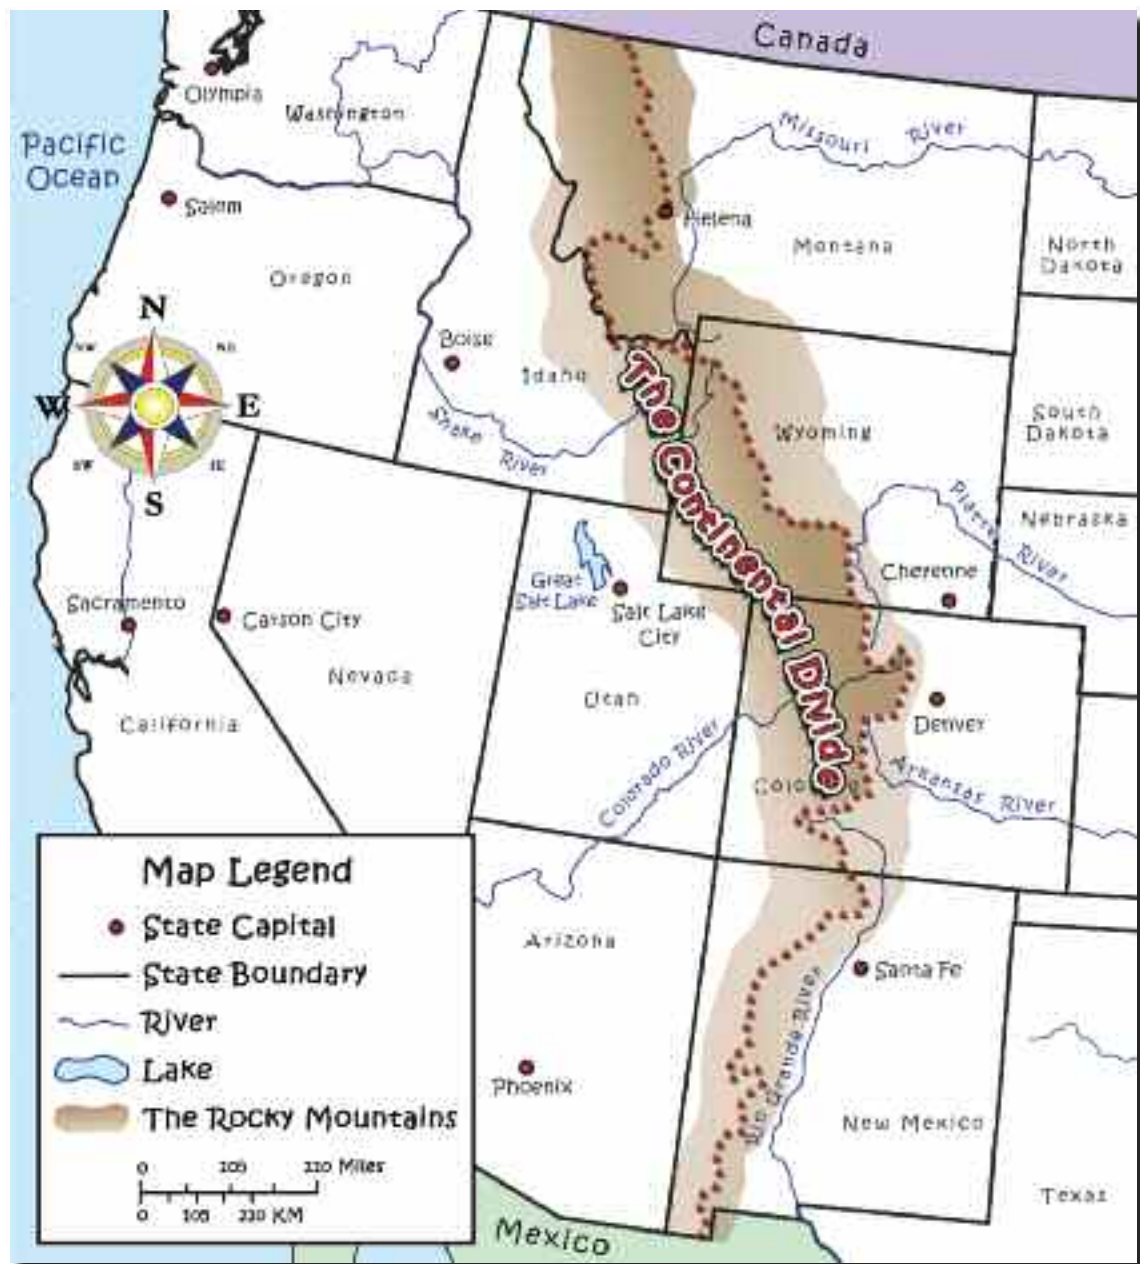 Canada
Olympia
Washington
Pacific
Ocean
Missouri River
Salem
Helena
Montana
North
Dakota
Oregon
N
NW
W
E
SW
SE
S
Boise
Idaho
Snake River
The Continental Divide
Wyoming
South
Dakota
Platte River
Nebraska
Cheyenne
Great
Salt Lake
Salt Lake
City
Sacramento
Carson City
Nevada
Utah
California
Denver
Colorado River
Arkansas River
Map Legend
State Capital
State Boundary
River
Lake
The Rocky Mountains
0 105 210 Miles
0 105 210 KM
Arizona
Santa Fe
Rio Grande River
Phoenix
New Mexico
Texas
Mexico